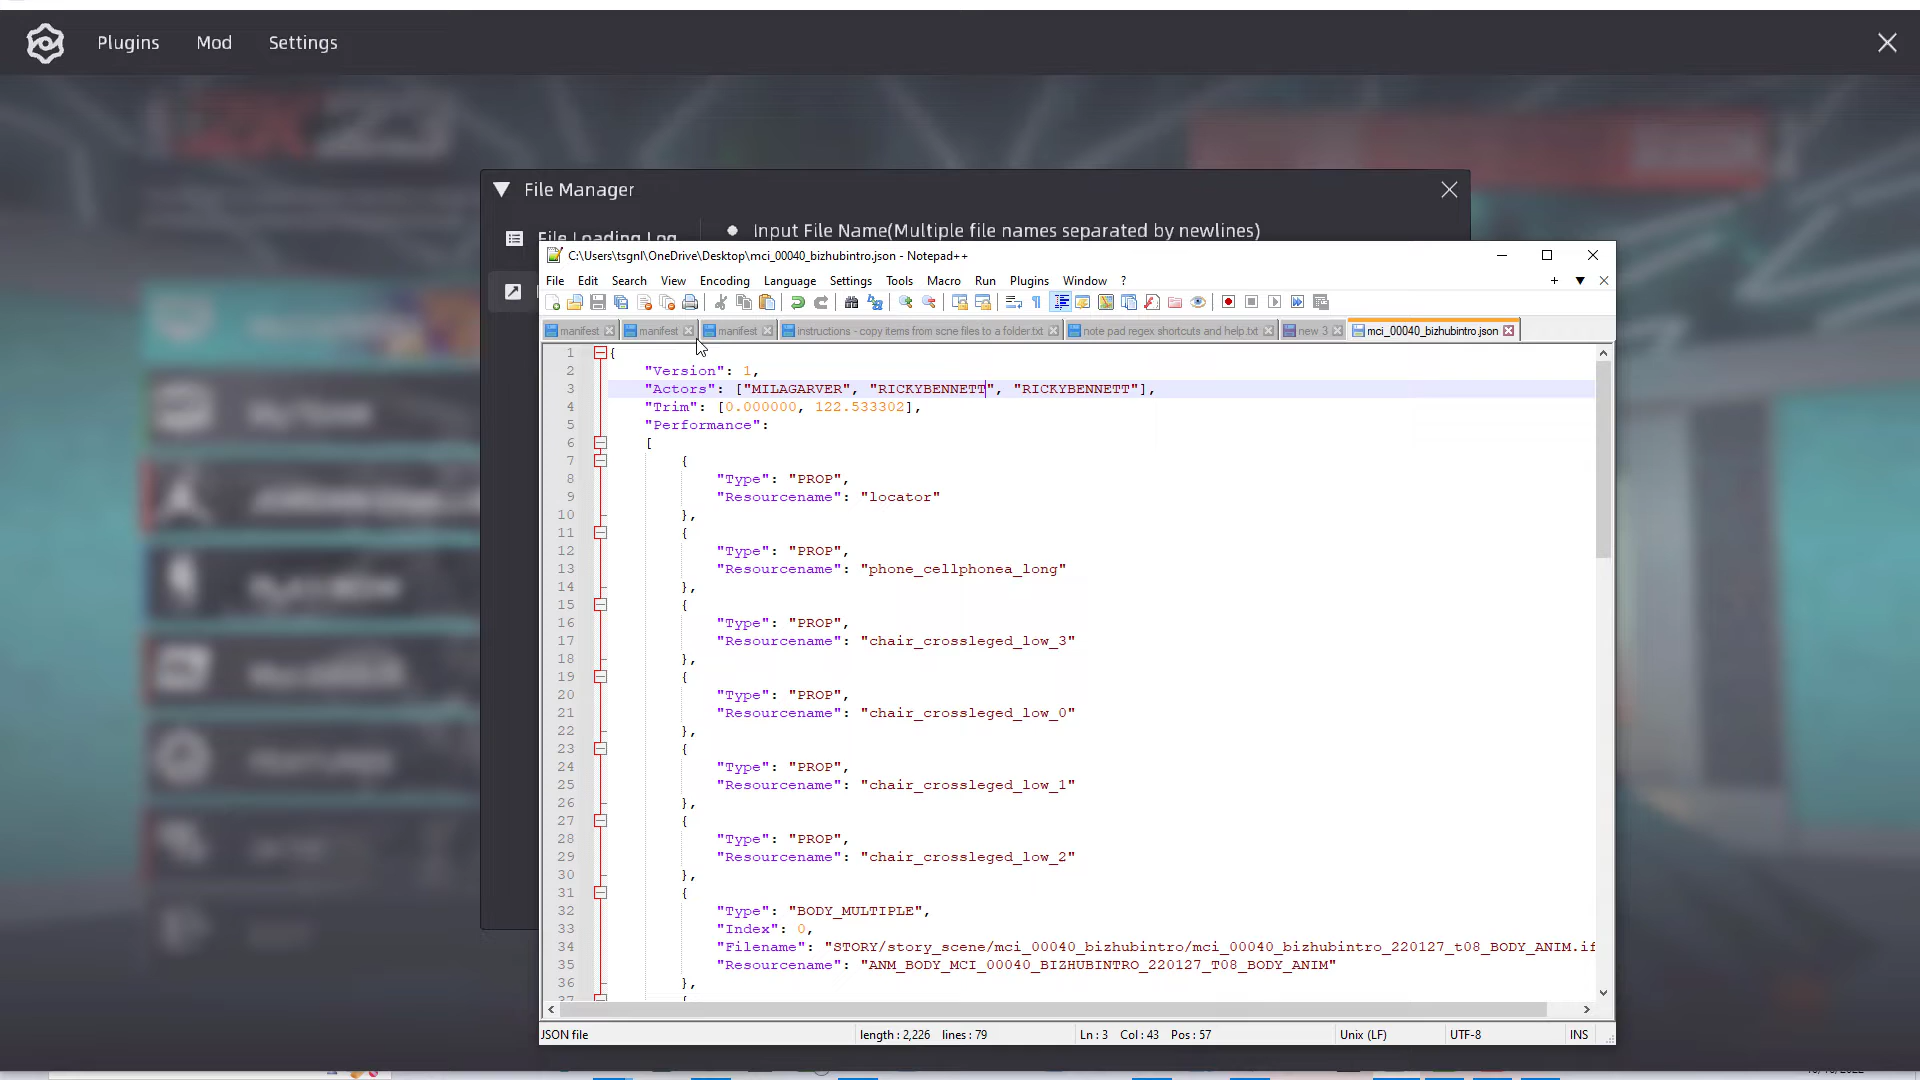 Plugins Mod Settings
2K23
File Manager
File Loading Log
Input File Name(Multiple file names separated by newlines)
C:\Users\tsgnl\OneDrive\Desktop\mci_00040_bizhubintro.json - Notepad++
File Edit Search View Encoding Language Settings Tools Macro Run Plugins Window ?
manifest manifest manifest instructions - copy items from scne files to a folder.txt note pad regex shortcuts and help.txt new 3 mci_00040_bizhubintro.json
1 {
2 "Version": 1,
3 "Actors": ["MILAGARVER", "RICKYBENNETT", "RICKYBENNETT"],
4 "Trim": [0.000000, 122.533302],
5 "Performance":
6 [
7 {
8 "Type": "PROP",
9 "Resourcename": "locator"
10 },
11 {
12 "Type": "PROP",
13 "Resourcename": "phone_cellphonea_long"
14 },
15 {
16 "Type": "PROP",
17 "Resourcename": "chair_crossleged_low_3"
18 },
19 {
20 "Type": "PROP",
21 "Resourcename": "chair_crossleged_low_0"
22 },
23 {
24 "Type": "PROP",
25 "Resourcename": "chair_crossleged_low_1"
26 },
27 {
28 "Type": "PROP",
29 "Resourcename": "chair_crossleged_low_2"
30 },
31 {
32 "Type": "BODY_MULTIPLE",
33 "Index": 0,
34 "Filename": "STORY/story_scene/mci_00040_bizhubintro/mci_00040_bizhubintro_220127_t08_BODY_ANIM.if
35 "Resourcename": "ANM_BODY_MCI_00040_BIZHUBINTRO_220127_T08_BODY_ANIM"
36 },
37 {
JSON file length : 2,226 lines : 79 Ln : 3 Col : 43 Pos : 57 Unix (LF) UTF-8 INS